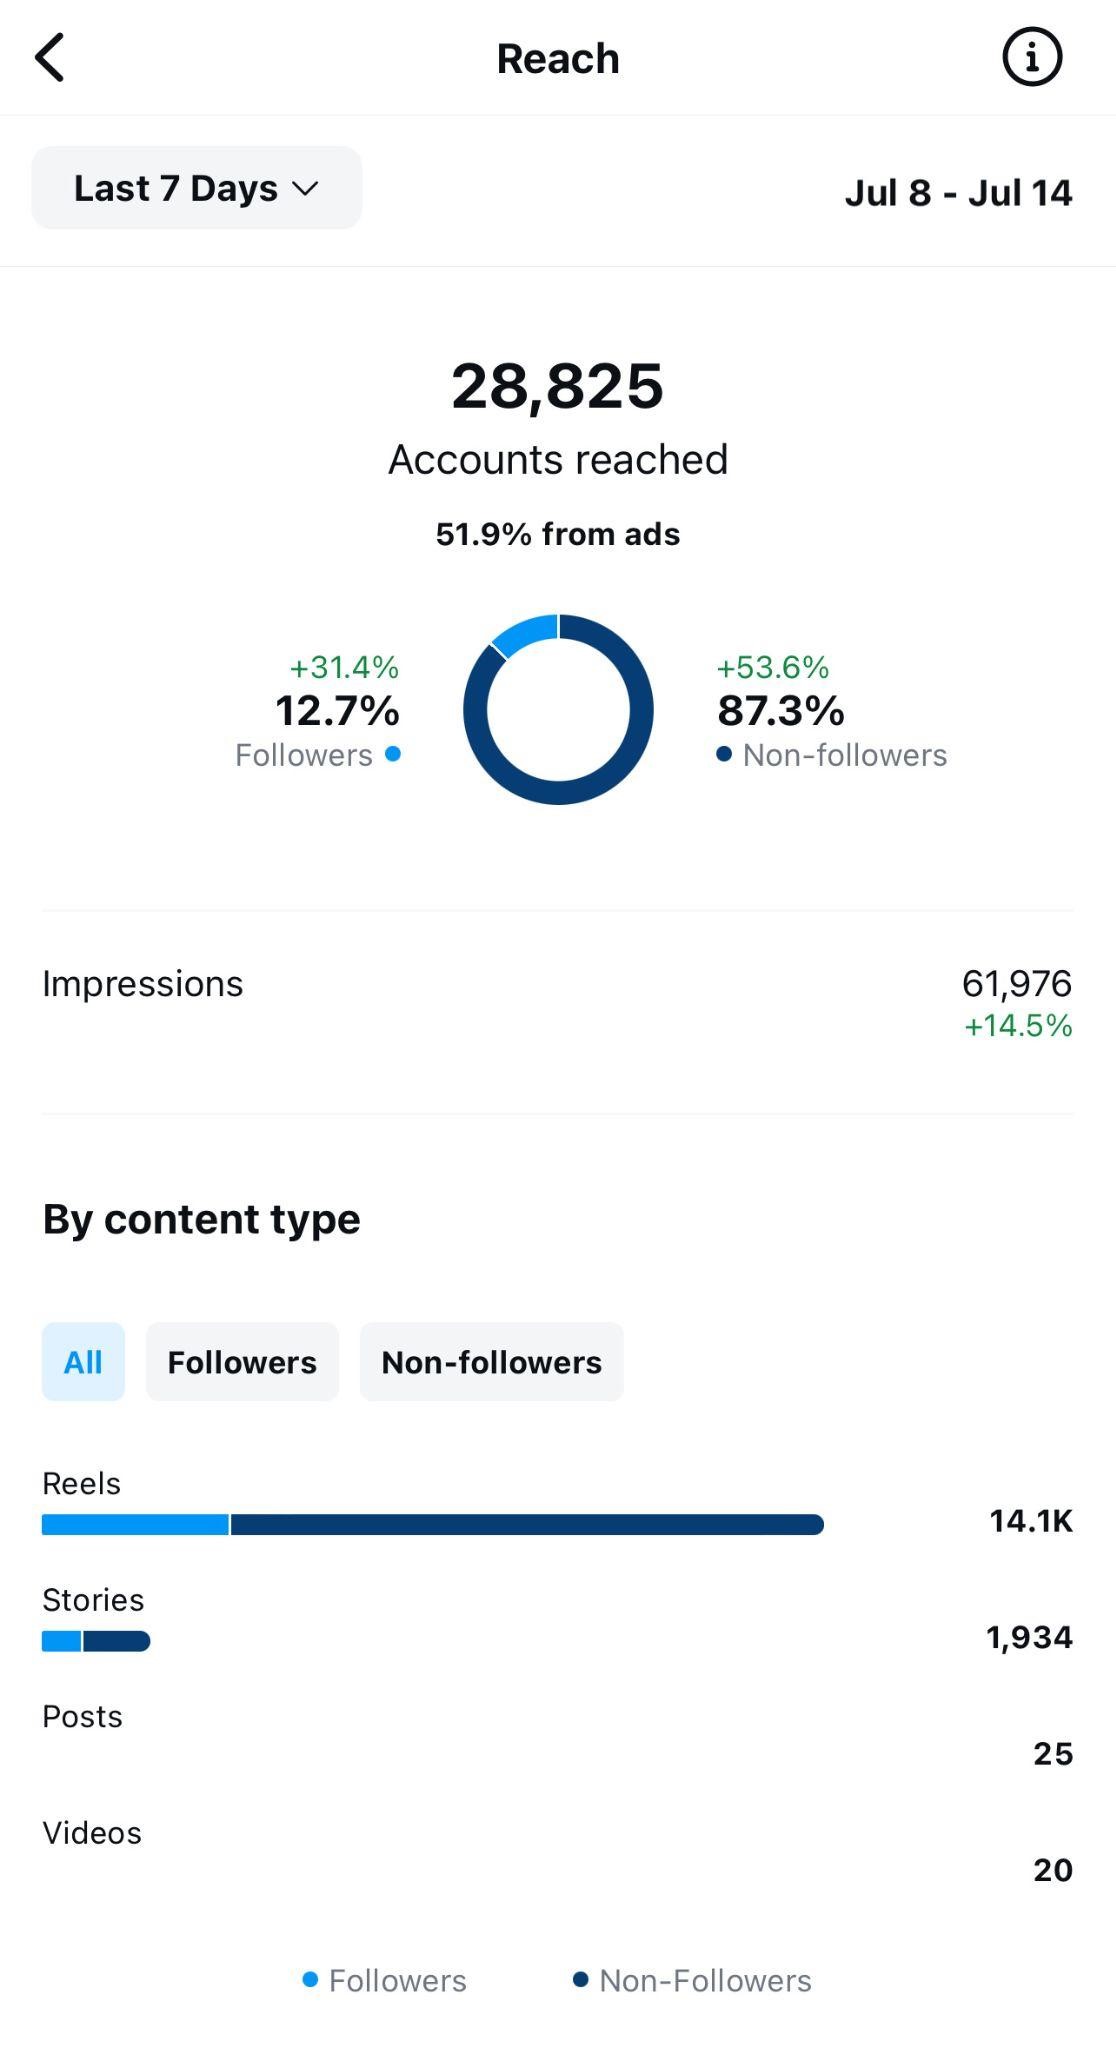 Reach
Last 7 Days
Jul 8 - Jul 14
28,825
Accounts reached
51.9% from ads
+31.4%
12.7%
Followers
+53.6%
87.3%
Non-followers
Impressions
61,976
+14.5%
By content type
All
Followers
Non-followers
Reels
14.1K
Stories
1,934
Posts
25
Videos
20
Followers
Non-Followers